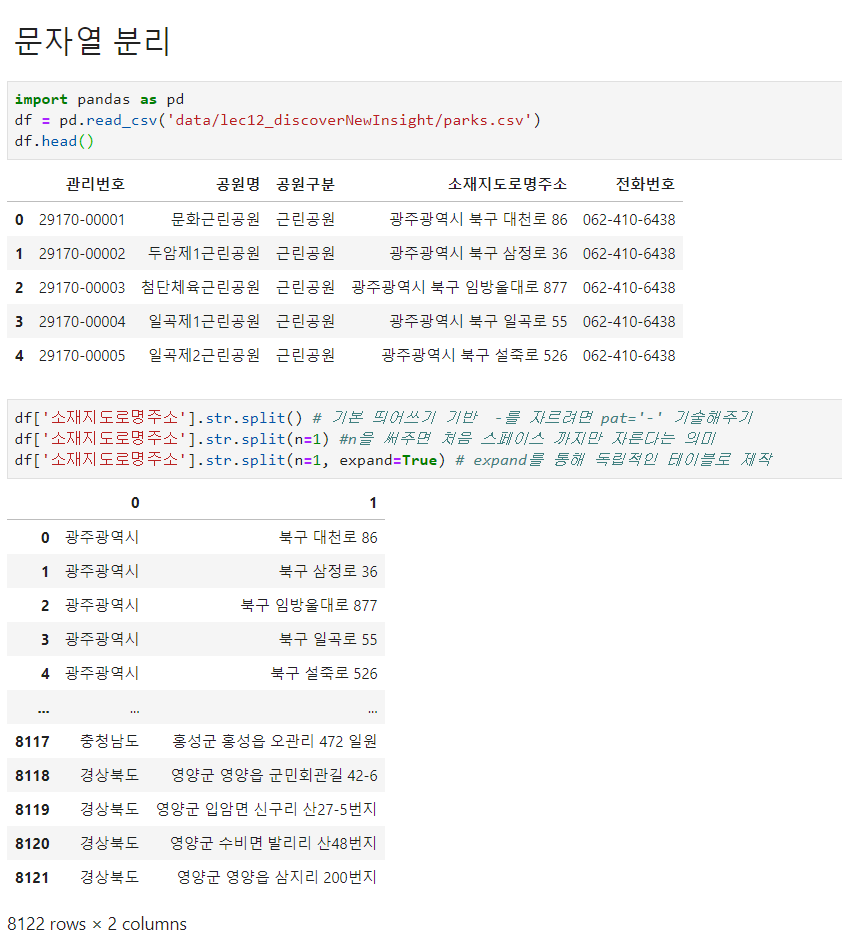 문자열 분리
import pandas as pd
df = pd.read_csv('data/lec12_discoverNewInsight/parks.csv')
df.head()
관리번호 공원명 공원구분 소재지도로명주소 전화번호
0 29170-00001 문화근린공원 근린공원 광주광역시 북구 대천로 86 062-410-6438
1 29170-00002 두암제1근린공원 근린공원 광주광역시 북구 삼정로 36 062-410-6438
2 29170-00003 첨단체육근린공원 근린공원 광주광역시 북구 임방울대로 877 062-410-6438
3 29170-00004 일곡제1근린공원 근린공원 광주광역시 북구 일곡로 55 062-410-6438
4 29170-00005 일곡제2근린공원 근린공원 광주광역시 북구 설죽로 526 062-410-6438
df['소재지도로명주소'].str.split() # 기본 띄어쓰기 기반  -를 자르려면 pat='-' 기술해주기
df['소재지도로명주소'].str.split(n=1) #n을 써주면 처음 스페이스 까지만 자른다는 의미
df['소재지도로명주소'].str.split(n=1, expand=True) # expand를 통해 독립적인 테이블로 제작
0 1
0 광주광역시 북구 대천로 86
1 광주광역시 북구 삼정로 36
2 광주광역시 북구 임방울대로 877
3 광주광역시 북구 일곡로 55
4 광주광역시 북구 설죽로 526
... ... ...
8117 충청남도 홍성군 홍성읍 오관리 472 일원
8118 경상북도 영양군 영양읍 군민회관길 42-6
8119 경상북도 영양군 입암면 신구리 산27-5번지
8120 경상북도 영양군 수비면 발리리 산48번지
8121 경상북도 영양군 영양읍 삼지리 200번지
8122 rows × 2 columns